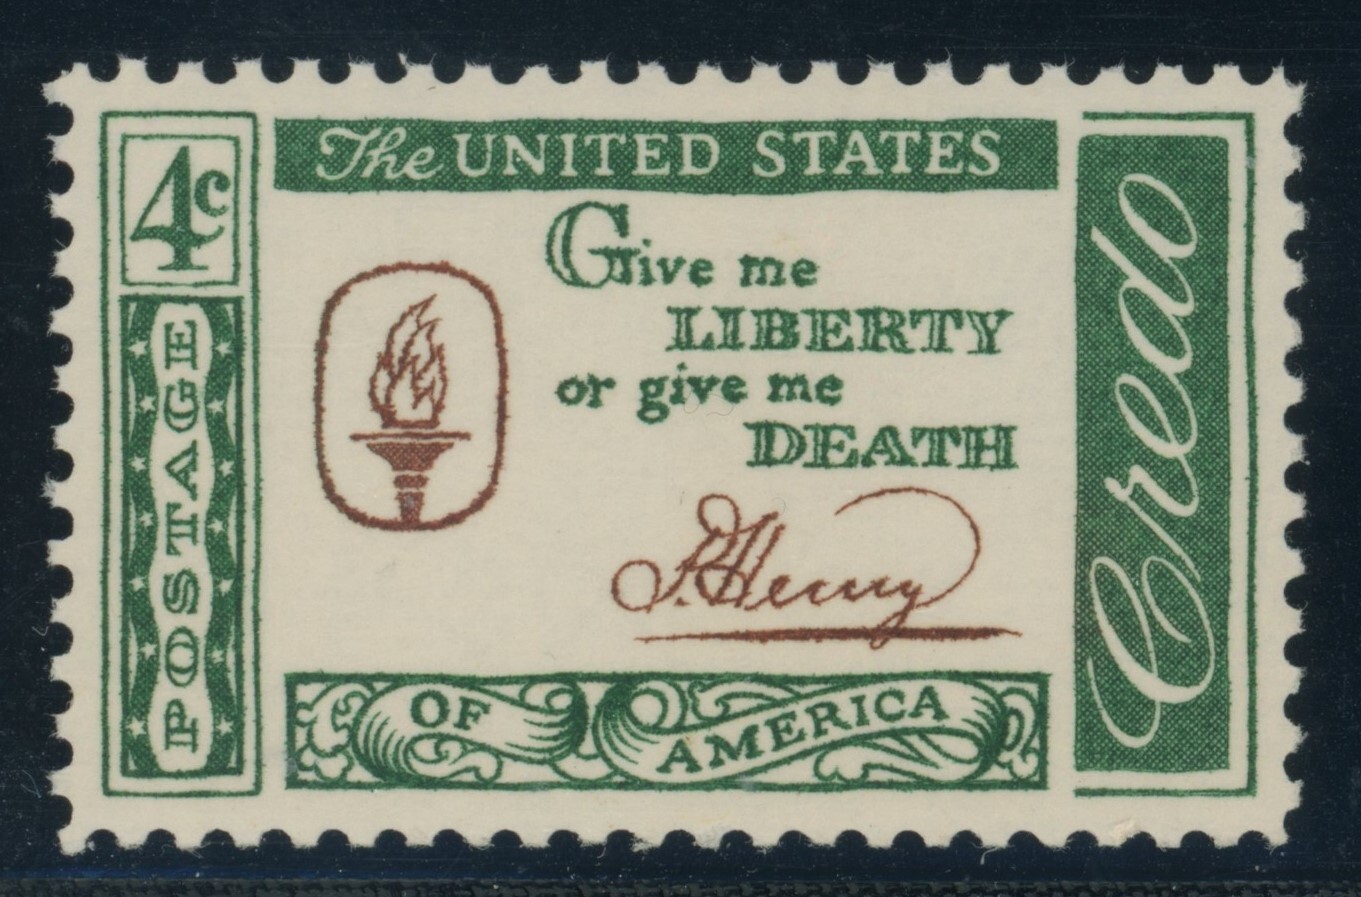 4c
POSTAGE
The UNITED STATES
Give me
LIBERTY
or give me
DEATH
P. Henry
OF AMERICA
Credo